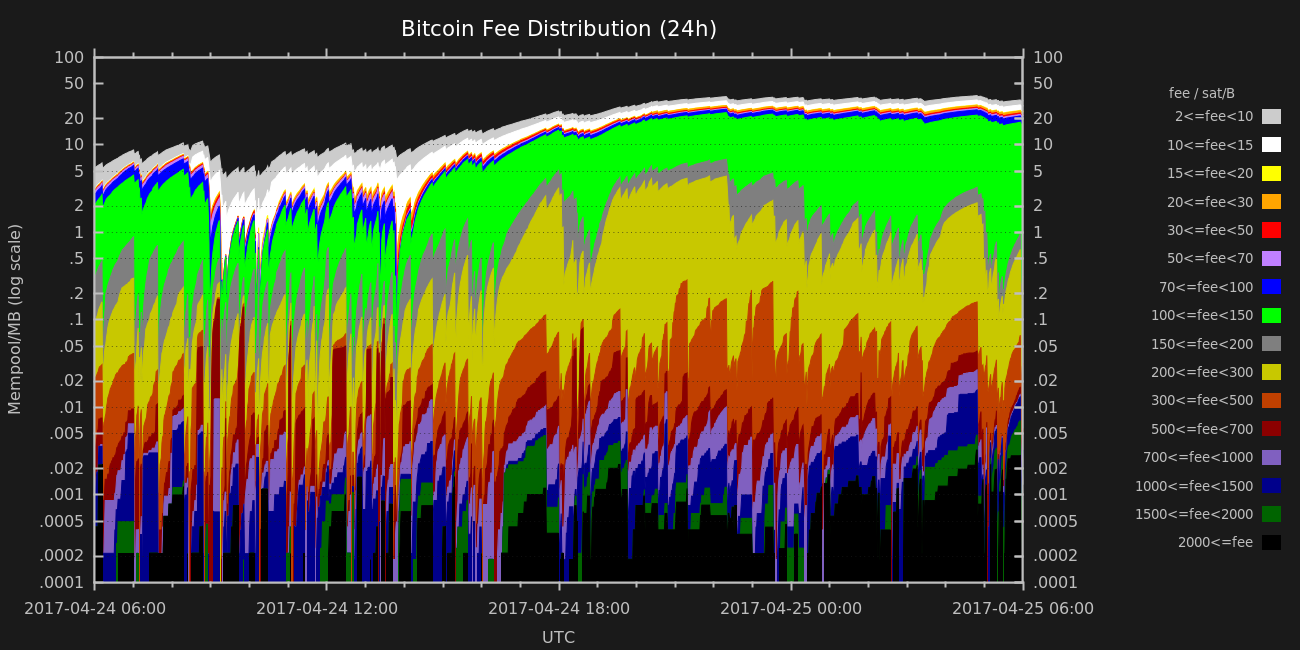 Bitcoin Fee Distribution (24h)
Mempool/MB (log scale)
100
50
20
10
5
2
1
.5
.2
.1
.05
.02
.01
.005
.002
.001
.0005
.0002
.0001
100
50
20
10
5
2
1
.5
.2
.1
.05
.02
.01
.005
.002
.001
.0005
.0002
.0001
2017-04-24 06:00 2017-04-24 12:00 2017-04-24 18:00 2017-04-25 00:00 2017-04-25 06:00
UTC
fee / sat/B
2<=fee<10
10<=fee<15
15<=fee<20
20<=fee<30
30<=fee<50
50<=fee<70
70<=fee<100
100<=fee<150
150<=fee<200
200<=fee<300
300<=fee<500
500<=fee<700
700<=fee<1000
1000<=fee<1500
1500<=fee<2000
2000<=fee